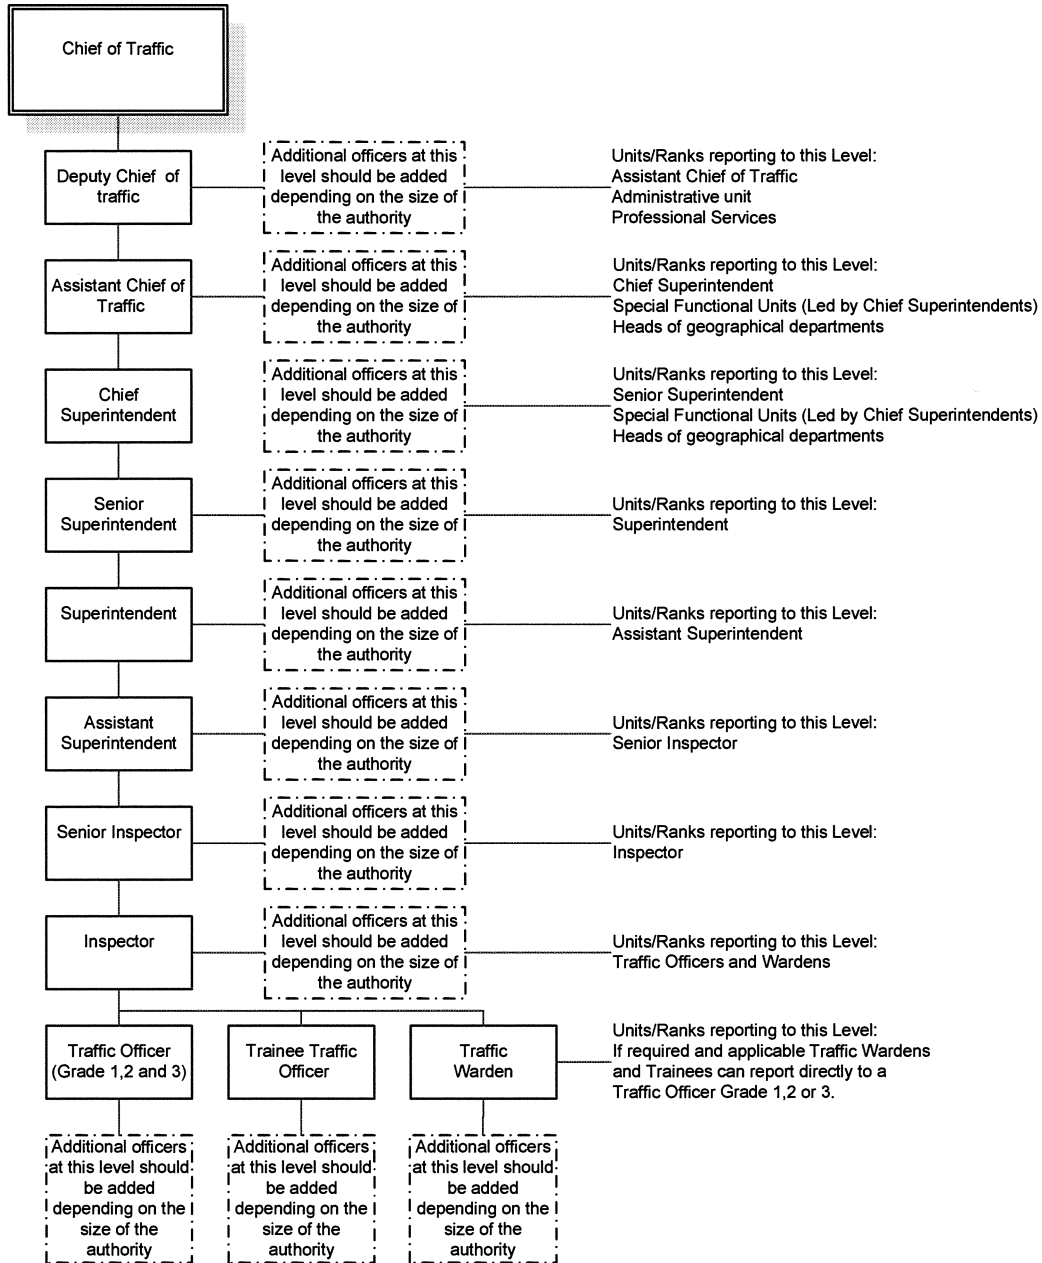 Chief of Traffic
Deputy Chief of
traffic
Additional officers at this
level should be added
depending on the size of
the authority
Units/Ranks reporting to this Level:
Assistant Chief of Traffic
Administrative unit
Professional Services
Assistant Chief of
Traffic
Additional officers at this
level should be added
depending on the size of
the authority
Units/Ranks reporting to this Level:
Chief Superintendent
Special Functional Units (Led by Chief Superintendents)
Heads of geographical departments
Chief
Superintendent
Additional officers at this
level should be added
depending on the size of
the authority
Units/Ranks reporting to this Level:
Senior Superintendent
Special Functional Units (Led by Chief Superintendents)
Heads of geographical departments
Senior
Superintendent
Additional officers at this
level should be added
depending on the size of
the authority
Units/Ranks reporting to this Level:
Superintendent
Superintendent
Additional officers at this
level should be added
depending on the size of
the authority
Units/Ranks reporting to this Level:
Assistant Superintendent
Assistant
Superintendent
Additional officers at this
level should be added
depending on the size of
the authority
Units/Ranks reporting to this Level:
Senior Inspector
Senior Inspector
Additional officers at this
level should be added
depending on the size of
the authority
Units/Ranks reporting to this Level:
Inspector
Inspector
Additional officers at this
level should be added
depending on the size of
the authority
Units/Ranks reporting to this Level:
Traffic Officers and Wardens
Traffic Officer
(Grade 1,2 and 3)
Trainee Traffic
Officer
Traffic
Warden
Units/Ranks reporting to this Level:
If required and applicable Traffic Wardens
and Trainees can report directly to a
Traffic Officer Grade 1,2 or 3.
Additional officers
at this level should
be added
depending on the
size of the
authority
Additional officers
at this level should
be added
depending on the
size of the
authority
Additional officers
at this level should
be added
depending on the
size of the
authority